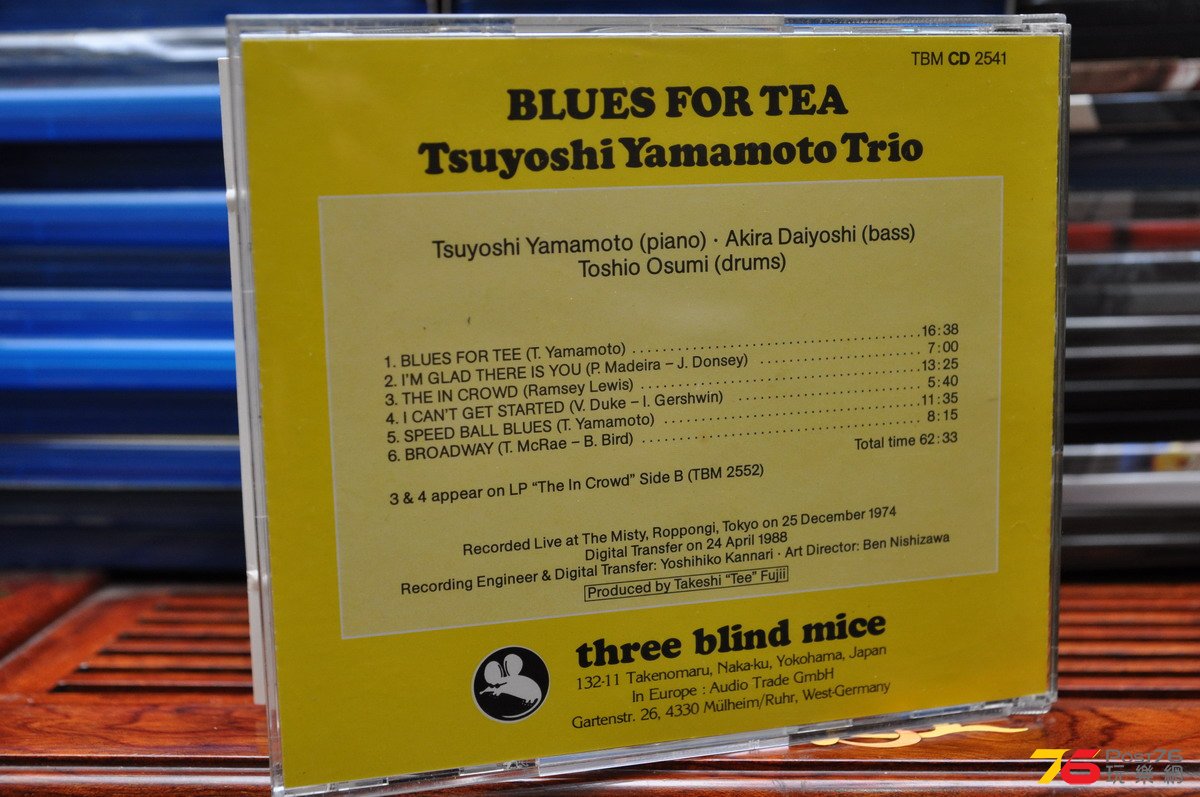 TBM CD 2541
BLUES FOR TEA
Tsuyoshi Yamamoto Trio
Tsuyoshi Yamamoto (piano) · Akira Daiyoshi (bass)
Toshio Osumi (drums)
1. BLUES FOR TEE (T. Yamamoto) 16:38
2. I'M GLAD THERE IS YOU (P. Madeira – J. Donsey) 7:00
3. THE IN CROWD (Ramsey Lewis) 13:25
4. I CAN'T GET STARTED (V. Duke – I. Gershwin) 5:40
5. SPEED BALL BLUES (T. Yamamoto) 11:35
6. BROADWAY (T. McRae – B. Bird) 8:15
Total time 62:33
3 & 4 appear on LP "The In Crowd" Side B (TBM 2552)
Recorded Live at The Misty, Roppongi, Tokyo on 25 December 1974
Digital Transfer on 24 April 1988
Recording Engineer & Digital Transfer: Yoshihiko Kannari · Art Director: Ben Nishizawa
Produced by Takeshi "Tee" Fujii
three blind mice
132-11 Takenomaru, Naka-ku, Yokohama, Japan
In Europe : Audio Trade GmbH
Gartenstr. 26, 4330 Mülheim/Ruhr, West-Germany
76 Post76
玩樂網